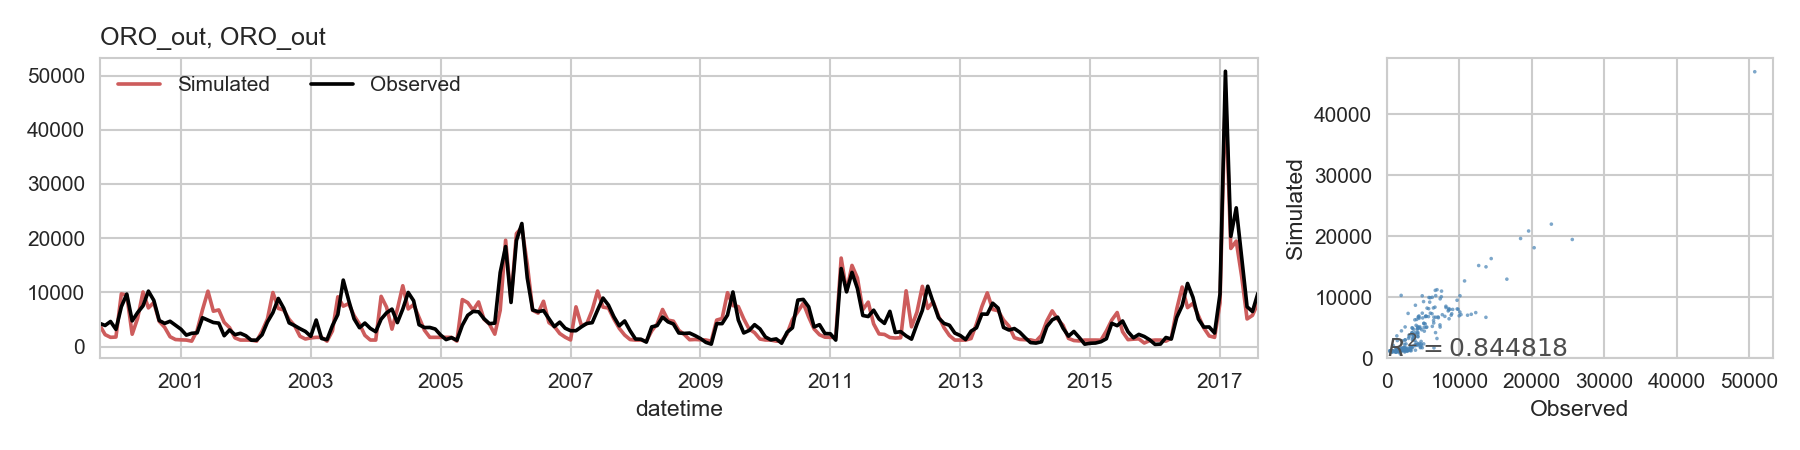 ORO_out, ORO_out
Simulated
Observed
50000
40000
30000
20000
10000
0
2001 2003 2005 2007 2009 2011 2013 2015 2017
datetime
Simulated
40000
30000
20000
10000
0
R² = 0.844818
0 10000 20000 30000 40000 50000
Observed